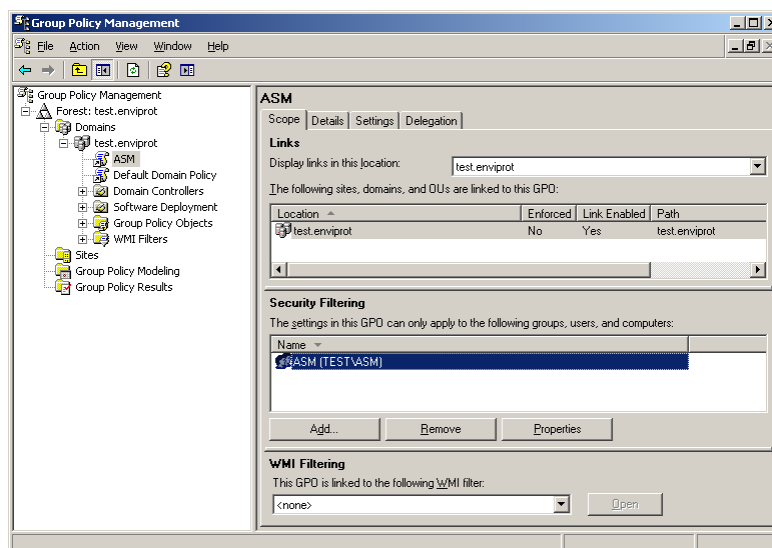 Group Policy Management
File Action View Window Help
Group Policy Management
Forest: test.enviprot
Domains
test.enviprot
ASM
Default Domain Policy
Domain Controllers
Software Deployment
Group Policy Objects
WMI Filters
Sites
Group Policy Modeling
Group Policy Results
ASM
Scope Details Settings Delegation
Links
Display links in this location: test.enviprot
The following sites, domains, and OUs are linked to this GPO:
Location Enforced Link Enabled Path
test.enviprot No Yes test.enviprot
Security Filtering
The settings in this GPO can only apply to the following groups, users, and computers:
Name
ASM (TEST\ASM)
Add... Remove Properties
WMI Filtering
This GPO is linked to the following WMI filter:
<none> Open